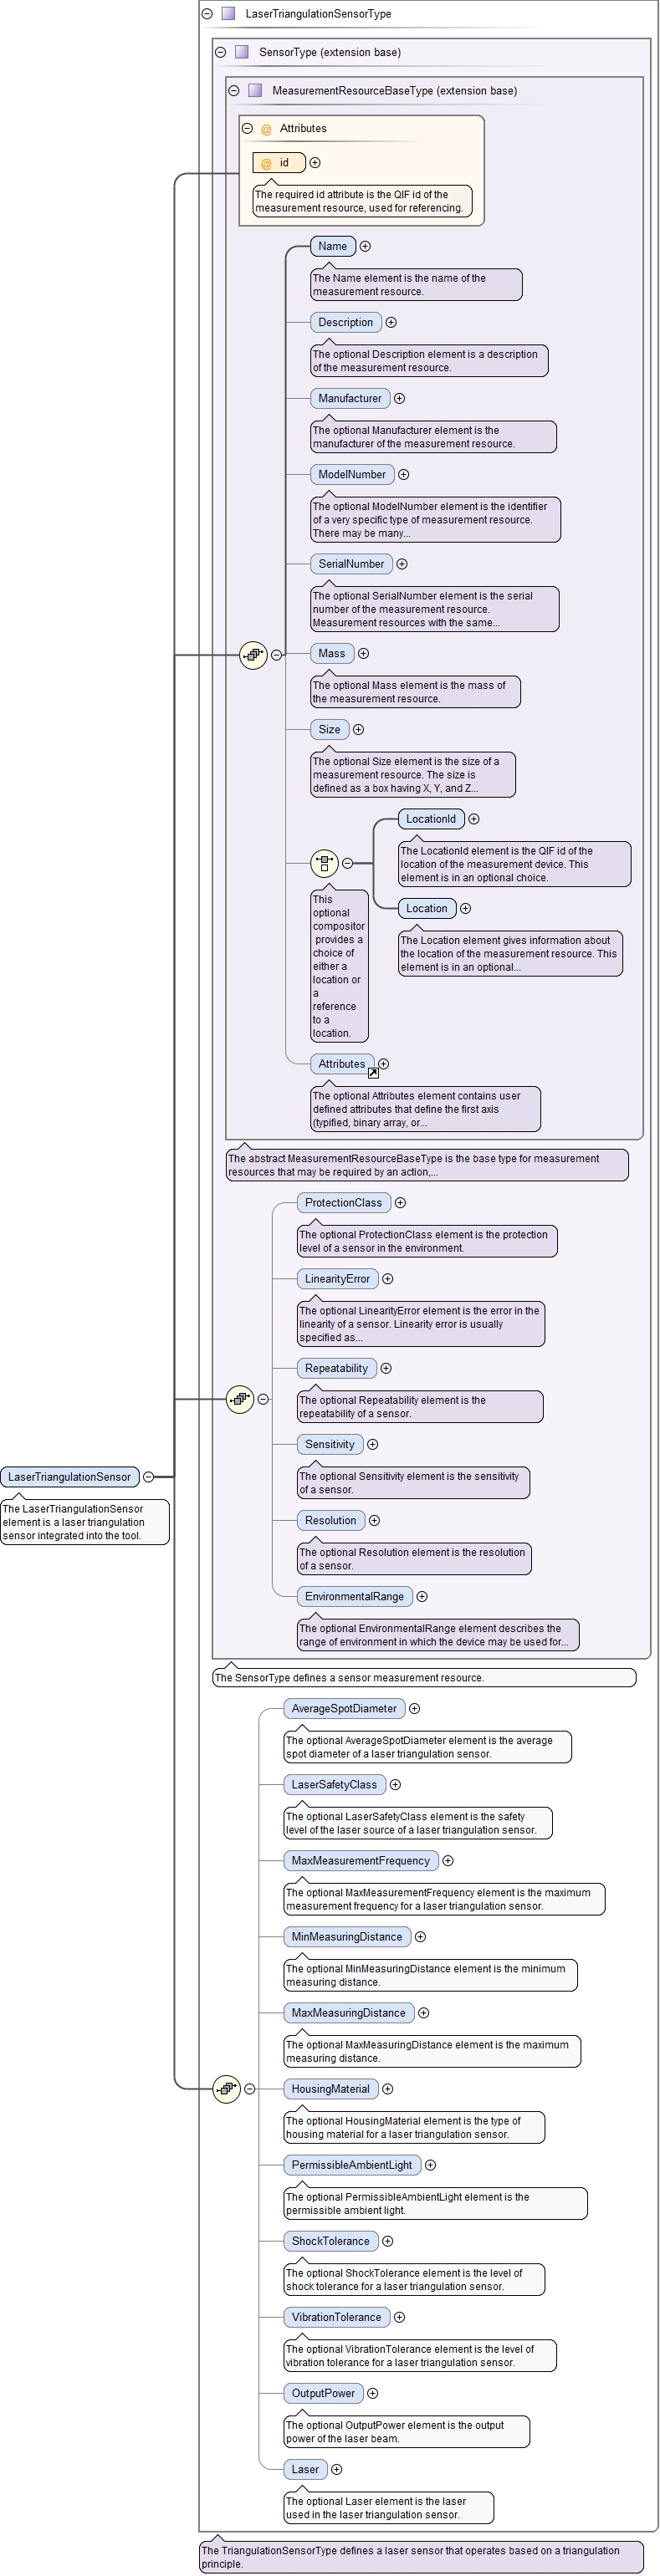 LaserTriangulationSensorType
SensorType (extension base)
MeasurementResourceBaseType (extension base)
@ Attributes
@ id
The required id attribute is the QIF id of the
measurement resource, used for referencing.
Name
The Name element is the name of the
measurement resource.
Description
The optional Description element is a description
of the measurement resource.
Manufacturer
The optional Manufacturer element is the
manufacturer of the measurement resource.
ModelNumber
The optional ModelNumber element is the identifier
of a very specific type of measurement resource.
There may be many...
SerialNumber
The optional SerialNumber element is the serial
number of the measurement resource.
Measurement resources with the same...
Mass
The optional Mass element is the mass of
the measurement resource.
Size
The optional Size element is the size of a
measurement resource. The size is
defined as a box having X, Y, and Z...
LocationId
The LocationId element is the QIF id of the
location of the measurement device. This
element is in an optional choice.
Location
The Location element gives information about
the location of the measurement resource. This
element is in an optional...
This
optional
compositor
provides a
choice of
either a
location or
a
reference
to a
location.
Attributes
The optional Attributes element contains user
defined attributes that define the first axis
(typified, binary array, or...
The abstract MeasurementResourceBaseType is the base type for measurement
resources that may be required by an action,...
ProtectionClass
The optional ProtectionClass element is the protection
level of a sensor in the environment.
LinearityError
The optional LinearityError element is the error in the
linearity of a sensor. Linearity error is usually
specified as...
Repeatability
The optional Repeatability element is the
repeatability of a sensor.
Sensitivity
The optional Sensitivity element is the sensitivity
of a sensor.
Resolution
The optional Resolution element is the resolution
of a sensor.
EnvironmentalRange
The optional EnvironmentalRange element describes the
range of environment in which the device may be used for...
LaserTriangulationSensor
The LaserTriangulationSensor
element is a laser triangulation
sensor integrated into the tool.
The SensorType defines a sensor measurement resource.
AverageSpotDiameter
The optional AverageSpotDiameter element is the average
spot diameter of a laser triangulation sensor.
LaserSafetyClass
The optional LaserSafetyClass element is the safety
level of the laser source of a laser triangulation sensor.
MaxMeasurementFrequency
The optional MaxMeasurementFrequency element is the maximum
measurement frequency for a laser triangulation sensor.
MinMeasuringDistance
The optional MinMeasuringDistance element is the minimum
measuring distance.
MaxMeasuringDistance
The optional MaxMeasuringDistance element is the maximum
measuring distance.
HousingMaterial
The optional HousingMaterial element is the type of
housing material for a laser triangulation sensor.
PermissibleAmbientLight
The optional PermissibleAmbientLight element is the
permissible ambient light.
ShockTolerance
The optional ShockTolerance element is the level of
shock tolerance for a laser triangulation sensor.
VibrationTolerance
The optional VibrationTolerance element is the level of
vibration tolerance for a laser triangulation sensor.
OutputPower
The optional OutputPower element is the output
power of the laser beam.
Laser
The optional Laser element is the laser
used in the laser triangulation sensor.
The TriangulationSensorType defines a laser sensor that operates based on a triangulation
principle.